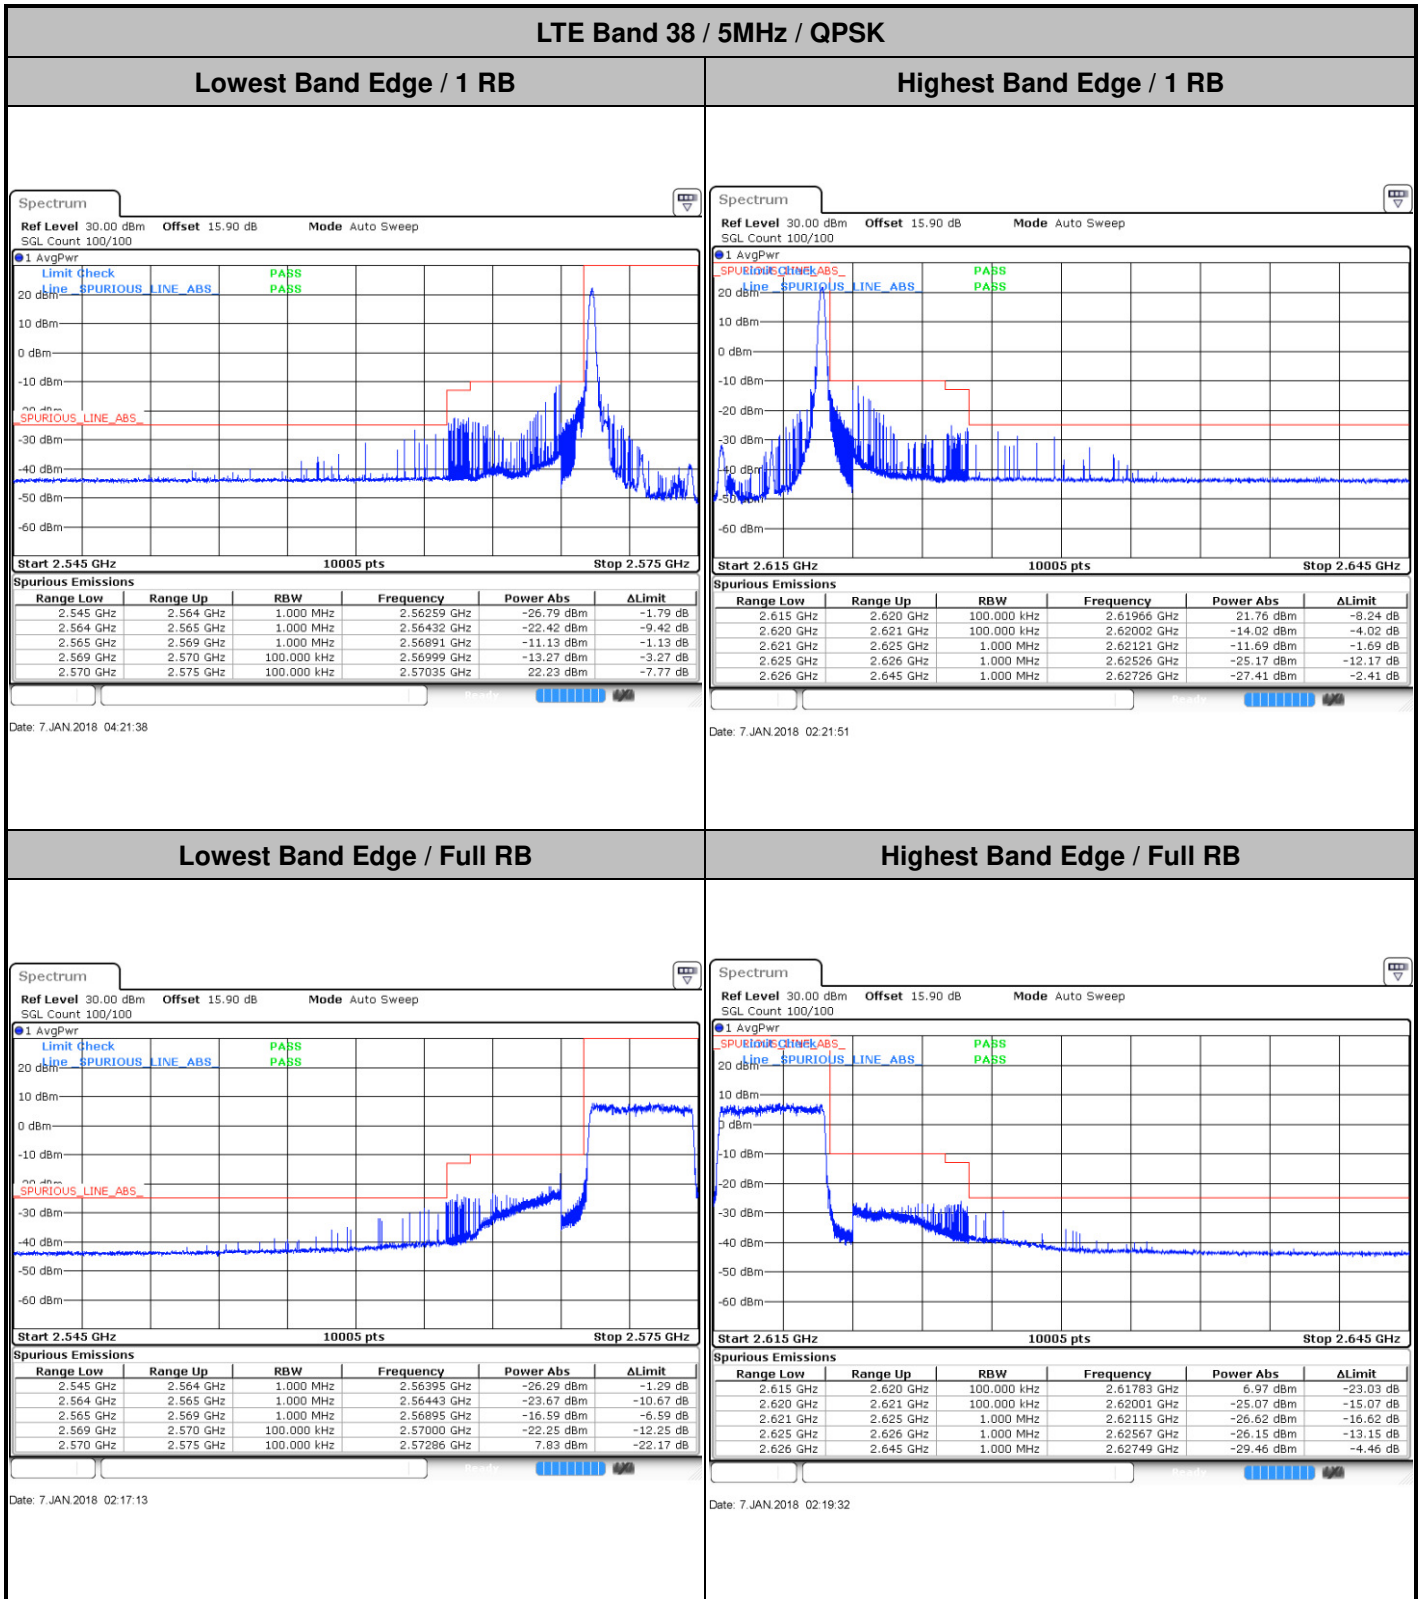 LTE Band 38 / 5MHz / QPSK
Lowest Band Edge / 1 RB
Highest Band Edge / 1 RB
Spectrum
Ref Level 30.00 dBm Offset 15.90 dB Mode Auto Sweep
SGL Count 100/100
1 AvgPwr
Limit Check PASS
Line _SPURIOUS_LINE_ABS_ PASS
20 dBm
10 dBm
0 dBm
-10 dBm
-20 dBm
_SPURIOUS_LINE_ABS_
-30 dBm
-40 dBm
-50 dBm
-60 dBm
Start 2.545 GHz 10005 pts Stop 2.575 GHz
Spurious Emissions
Range Low Range Up RBW Frequency Power Abs ΔLimit
2.545 GHz 2.564 GHz 1.000 MHz 2.56259 GHz -26.79 dBm -1.79 dB
2.564 GHz 2.565 GHz 1.000 MHz 2.56432 GHz -22.42 dBm -9.42 dB
2.565 GHz 2.569 GHz 1.000 MHz 2.56891 GHz -11.13 dBm -1.13 dB
2.569 GHz 2.570 GHz 100.000 kHz 2.56999 GHz -13.27 dBm -3.27 dB
2.570 GHz 2.575 GHz 100.000 kHz 2.57035 GHz 22.23 dBm -7.77 dB
Ready
Date: 7.JAN.2018 04:21:38
Spectrum
Ref Level 30.00 dBm Offset 15.90 dB Mode Auto Sweep
SGL Count 100/100
1 AvgPwr
_SPURIOUS_LINE_ABS_
Limit Check PASS
Line _SPURIOUS_LINE_ABS_ PASS
20 dBm
10 dBm
0 dBm
-10 dBm
-20 dBm
-30 dBm
-40 dBm
-50 dBm
-60 dBm
Start 2.615 GHz 10005 pts Stop 2.645 GHz
Spurious Emissions
Range Low Range Up RBW Frequency Power Abs ΔLimit
2.615 GHz 2.620 GHz 100.000 kHz 2.61966 GHz 21.76 dBm -8.24 dB
2.620 GHz 2.621 GHz 100.000 kHz 2.62002 GHz -14.02 dBm -4.02 dB
2.621 GHz 2.625 GHz 1.000 MHz 2.62121 GHz -11.69 dBm -1.69 dB
2.625 GHz 2.626 GHz 1.000 MHz 2.62526 GHz -25.17 dBm -12.17 dB
2.626 GHz 2.645 GHz 1.000 MHz 2.62726 GHz -27.41 dBm -2.41 dB
Ready
Date: 7.JAN.2018 02:21:51
Lowest Band Edge / Full RB
Highest Band Edge / Full RB
Spectrum
Ref Level 30.00 dBm Offset 15.90 dB Mode Auto Sweep
SGL Count 100/100
1 AvgPwr
Limit Check PASS
Line _SPURIOUS_LINE_ABS_ PASS
20 dBm
10 dBm
0 dBm
-10 dBm
-20 dBm
_SPURIOUS_LINE_ABS_
-30 dBm
-40 dBm
-50 dBm
-60 dBm
Start 2.545 GHz 10005 pts Stop 2.575 GHz
Spurious Emissions
Range Low Range Up RBW Frequency Power Abs ΔLimit
2.545 GHz 2.564 GHz 1.000 MHz 2.56395 GHz -26.29 dBm -1.29 dB
2.564 GHz 2.565 GHz 1.000 MHz 2.56443 GHz -23.67 dBm -10.67 dB
2.565 GHz 2.569 GHz 1.000 MHz 2.56895 GHz -16.59 dBm -6.59 dB
2.569 GHz 2.570 GHz 100.000 kHz 2.57000 GHz -22.25 dBm -12.25 dB
2.570 GHz 2.575 GHz 100.000 kHz 2.57286 GHz 7.83 dBm -22.17 dB
Ready
Date: 7.JAN.2018 02:17:13
Spectrum
Ref Level 30.00 dBm Offset 15.90 dB Mode Auto Sweep
SGL Count 100/100
1 AvgPwr
_SPURIOUS_LINE_ABS_
Limit Check PASS
Line _SPURIOUS_LINE_ABS_ PASS
20 dBm
10 dBm
0 dBm
-10 dBm
-20 dBm
-30 dBm
-40 dBm
-50 dBm
-60 dBm
Start 2.615 GHz 10005 pts Stop 2.645 GHz
Spurious Emissions
Range Low Range Up RBW Frequency Power Abs ΔLimit
2.615 GHz 2.620 GHz 100.000 kHz 2.61783 GHz 6.97 dBm -23.03 dB
2.620 GHz 2.621 GHz 100.000 kHz 2.62001 GHz -25.07 dBm -15.07 dB
2.621 GHz 2.625 GHz 1.000 MHz 2.62115 GHz -26.62 dBm -16.62 dB
2.625 GHz 2.626 GHz 1.000 MHz 2.62567 GHz -26.15 dBm -13.15 dB
2.626 GHz 2.645 GHz 1.000 MHz 2.62749 GHz -29.46 dBm -4.46 dB
Ready
Date: 7.JAN.2018 02:19:32